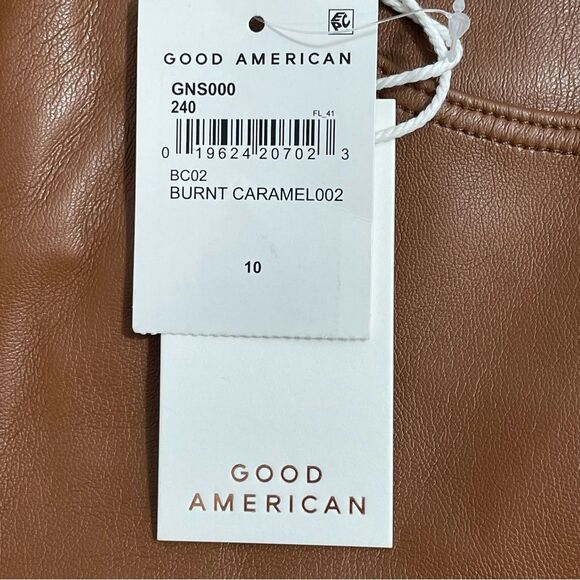 GOOD AMERICAN
GNS000
240
FL_41
0 19624 20702 3
BC02
BURNT CARAMEL002
10
GOOD
AMERICAN